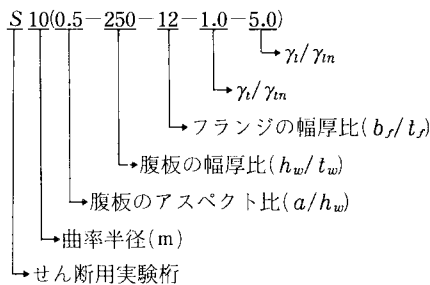 S10(0.5−250−12−1.0−5.0)
γl/γln
γt/γtn
フランジの幅厚比(bf/tf)
腹板の幅厚比(hw/tw)
腹板のアスペクト比(a/hw)
曲率半径(m)
せん断用実験桁